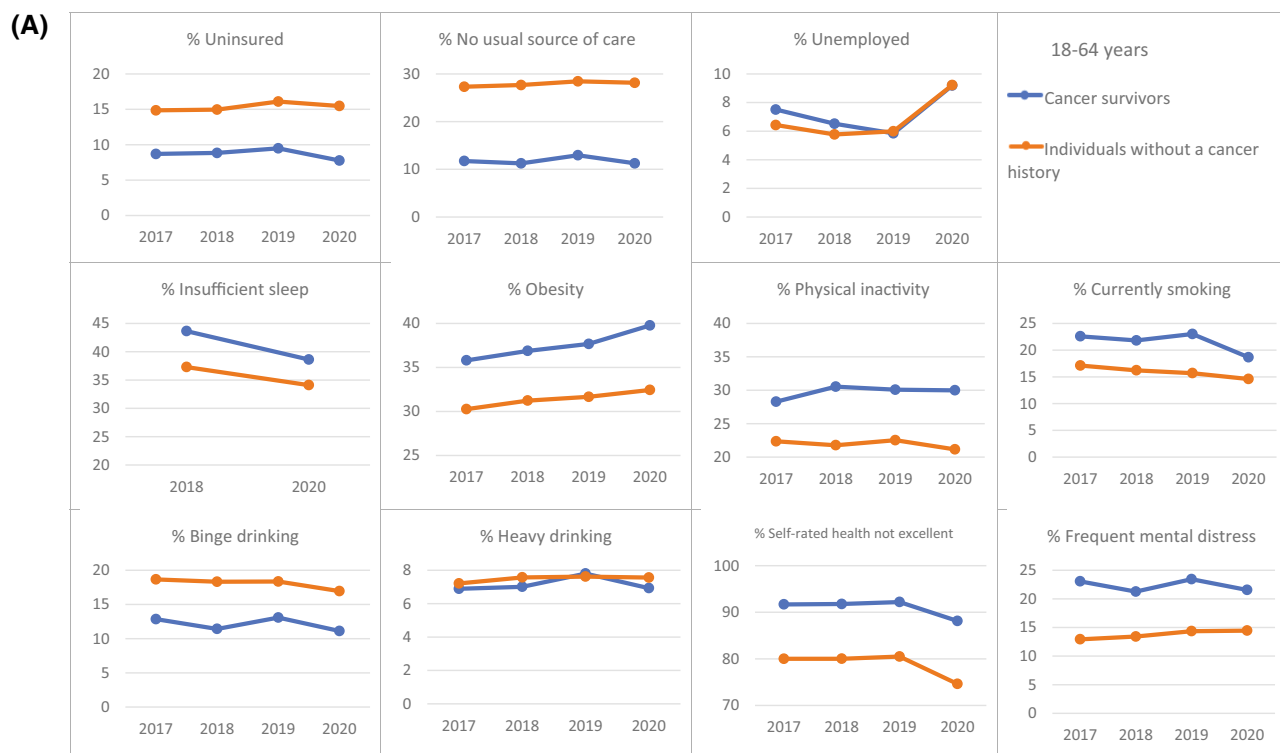 (A)
% Uninsured
20
15
10
5
0
2017 2018 2019 2020
% No usual source of care
30
20
10
0
2017 2018 2019 2020
% Unemployed
10
8
6
4
2
0
2017 2018 2019 2020
18-64 years
Cancer survivors
Individuals without a cancer
history
% Insufficient sleep
45
40
35
30
25
20
2018 2020
% Obesity
40
35
30
25
2017 2018 2019 2020
% Physical inactivity
40
35
30
25
20
2017 2018 2019 2020
% Currently smoking
25
20
15
10
5
0
2017 2018 2019 2020
% Binge drinking
20
15
10
5
0
2017 2018 2019 2020
% Heavy drinking
8
6
4
2
0
2017 2018 2019 2020
% Self-rated health not excellent
100
90
80
70
2017 2018 2019 2020
% Frequent mental distress
25
20
15
10
5
0
2017 2018 2019 2020